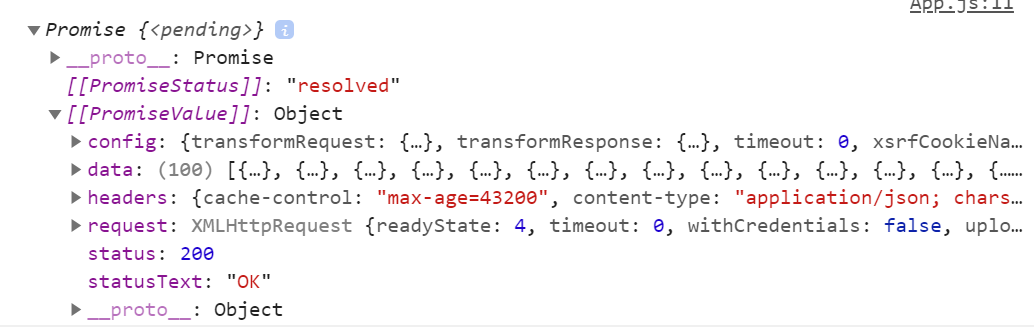 App.js:11
Promise {<pending>} i
__proto__: Promise
[[PromiseStatus]]: "resolved"
[[PromiseValue]]: Object
config: {transformRequest: {…}, transformResponse: {…}, timeout: 0, xsrfCookieNa…
data: (100) [{…}, {…}, {…}, {…}, {…}, {…}, {…}, {…}, {…}, {…}, {…}, {…}, {…}, {……
headers: {cache-control: "max-age=43200", content-type: "application/json; chars…
request: XMLHttpRequest {readyState: 4, timeout: 0, withCredentials: false, uplo…
status: 200
statusText: "OK"
__proto__: Object